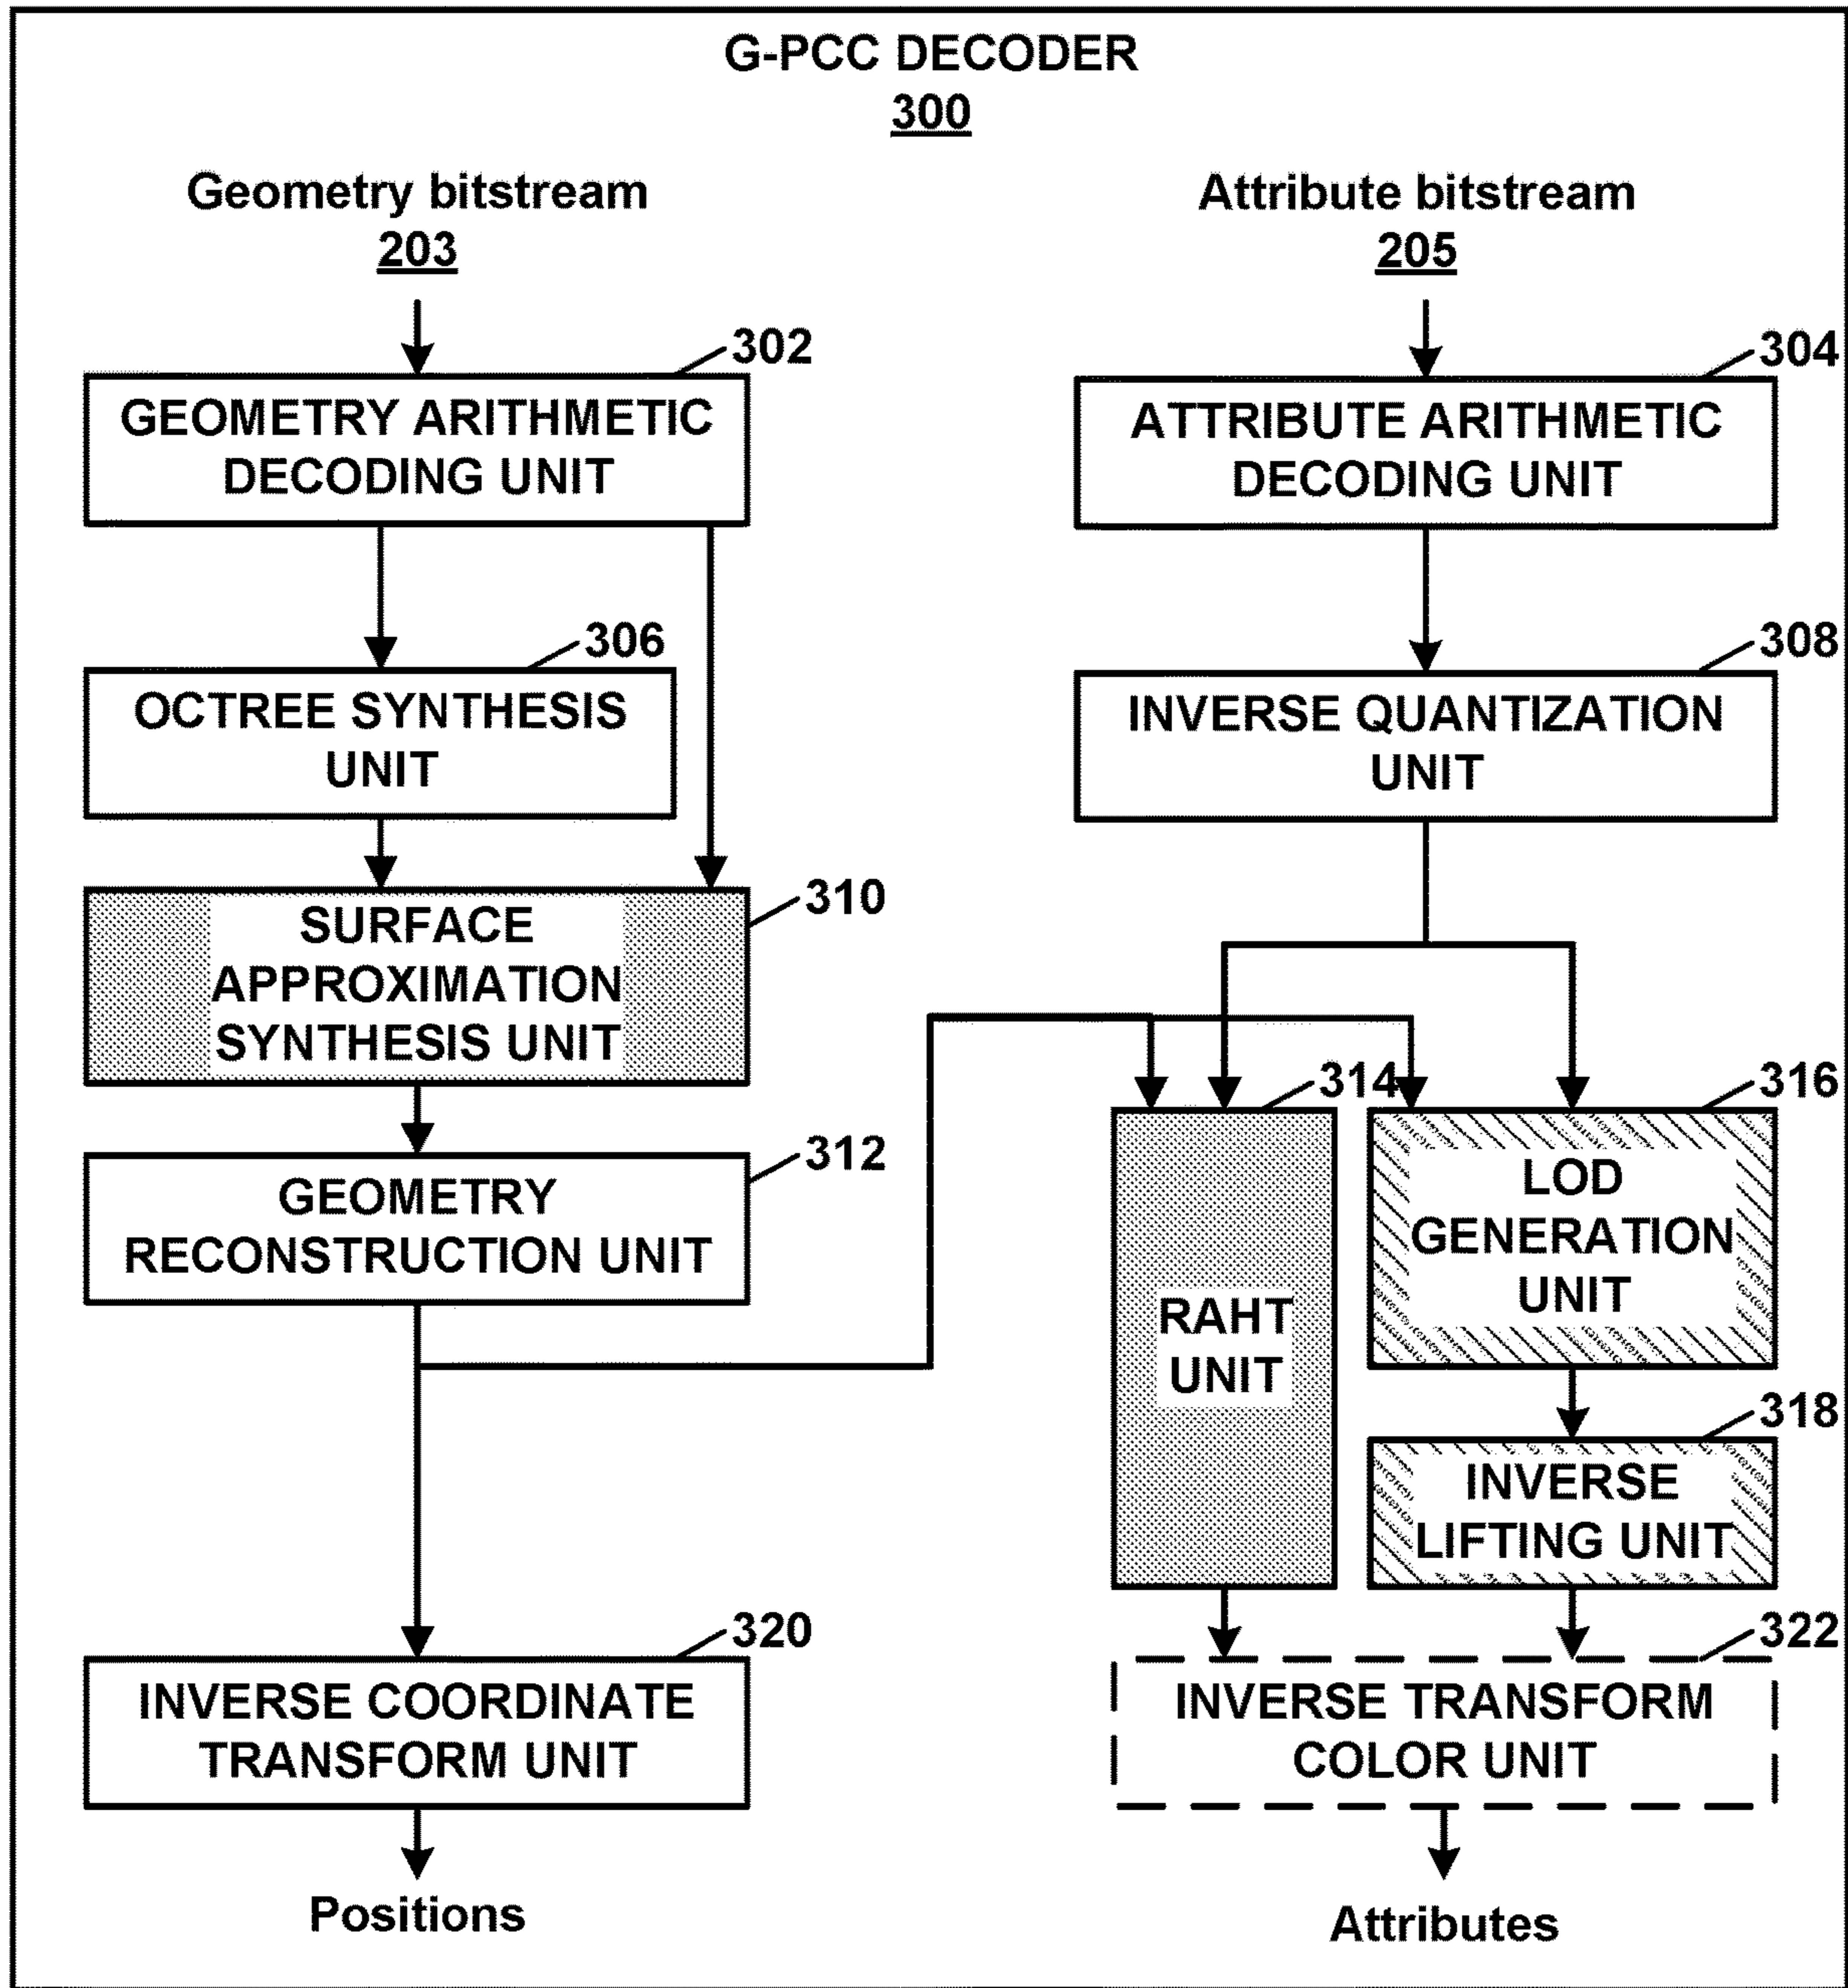 G-PCC DECODER
300
Geometry bitstream
203
Attribute bitstream
205
302
GEOMETRY ARITHMETIC
DECODING UNIT
304
ATTRIBUTE ARITHMETIC
DECODING UNIT
306
OCTREE SYNTHESIS
UNIT
308
INVERSE QUANTIZATION
UNIT
310
SURFACE
APPROXIMATION
SYNTHESIS UNIT
312
GEOMETRY
RECONSTRUCTION UNIT
314
RAHT
UNIT
316
LOD
GENERATION
UNIT
318
INVERSE
LIFTING UNIT
320
INVERSE COORDINATE
TRANSFORM UNIT
322
INVERSE TRANSFORM
COLOR UNIT
Positions
Attributes